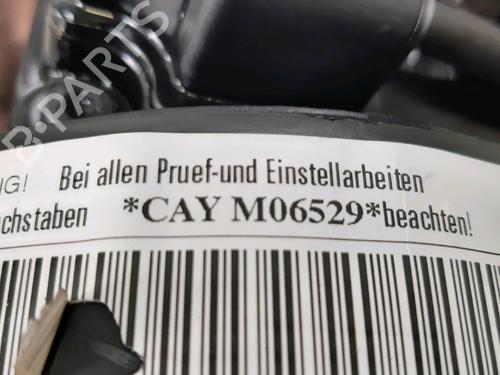 B-PARTS
NG! Bei allen Pruef-und Einstellarbeiten
chstaben *CAY M06529*beachten!